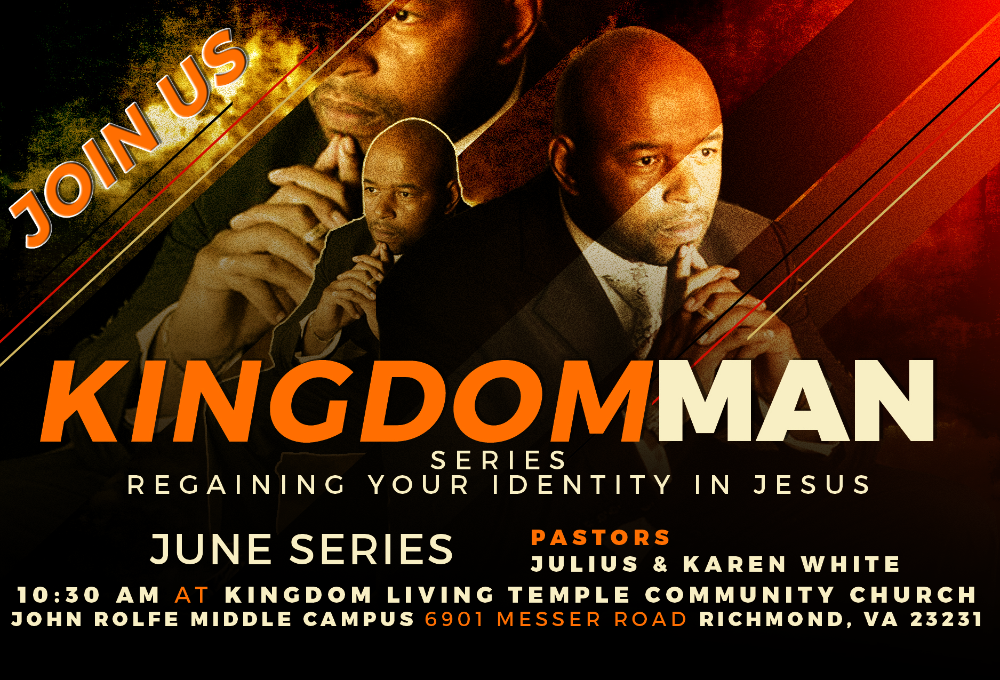 JOIN US
KINGDOMMAN
SERIES
REGAINING YOUR IDENTITY IN JESUS
JUNE SERIES
PASTORS
JULIUS & KAREN WHITE
10:30 AM AT KINGDOM LIVING TEMPLE COMMUNITY CHURCH
JOHN ROLFE MIDDLE CAMPUS 6901 MESSER ROAD RICHMOND, VA 23231